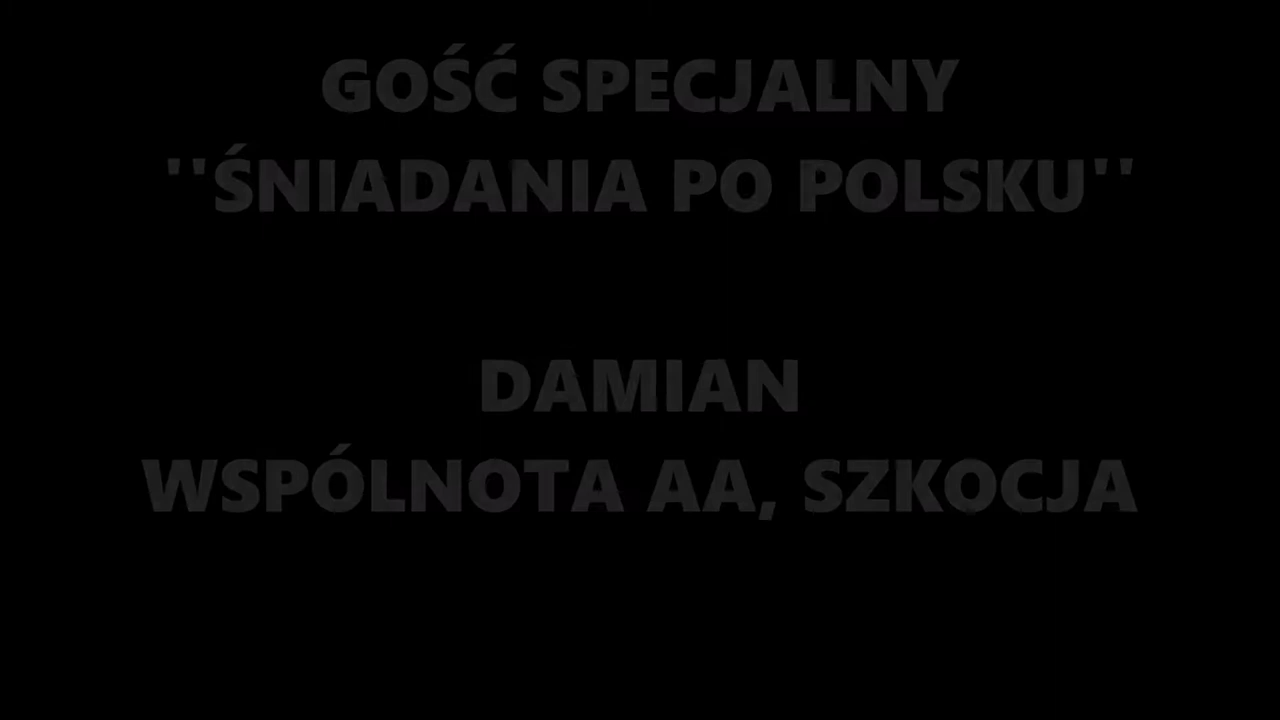 GOŚĆ SPECJALNY
''ŚNIADANIA PO POLSKU''
DAMIAN
WSPÓLNOTA AA, SZKOCJA